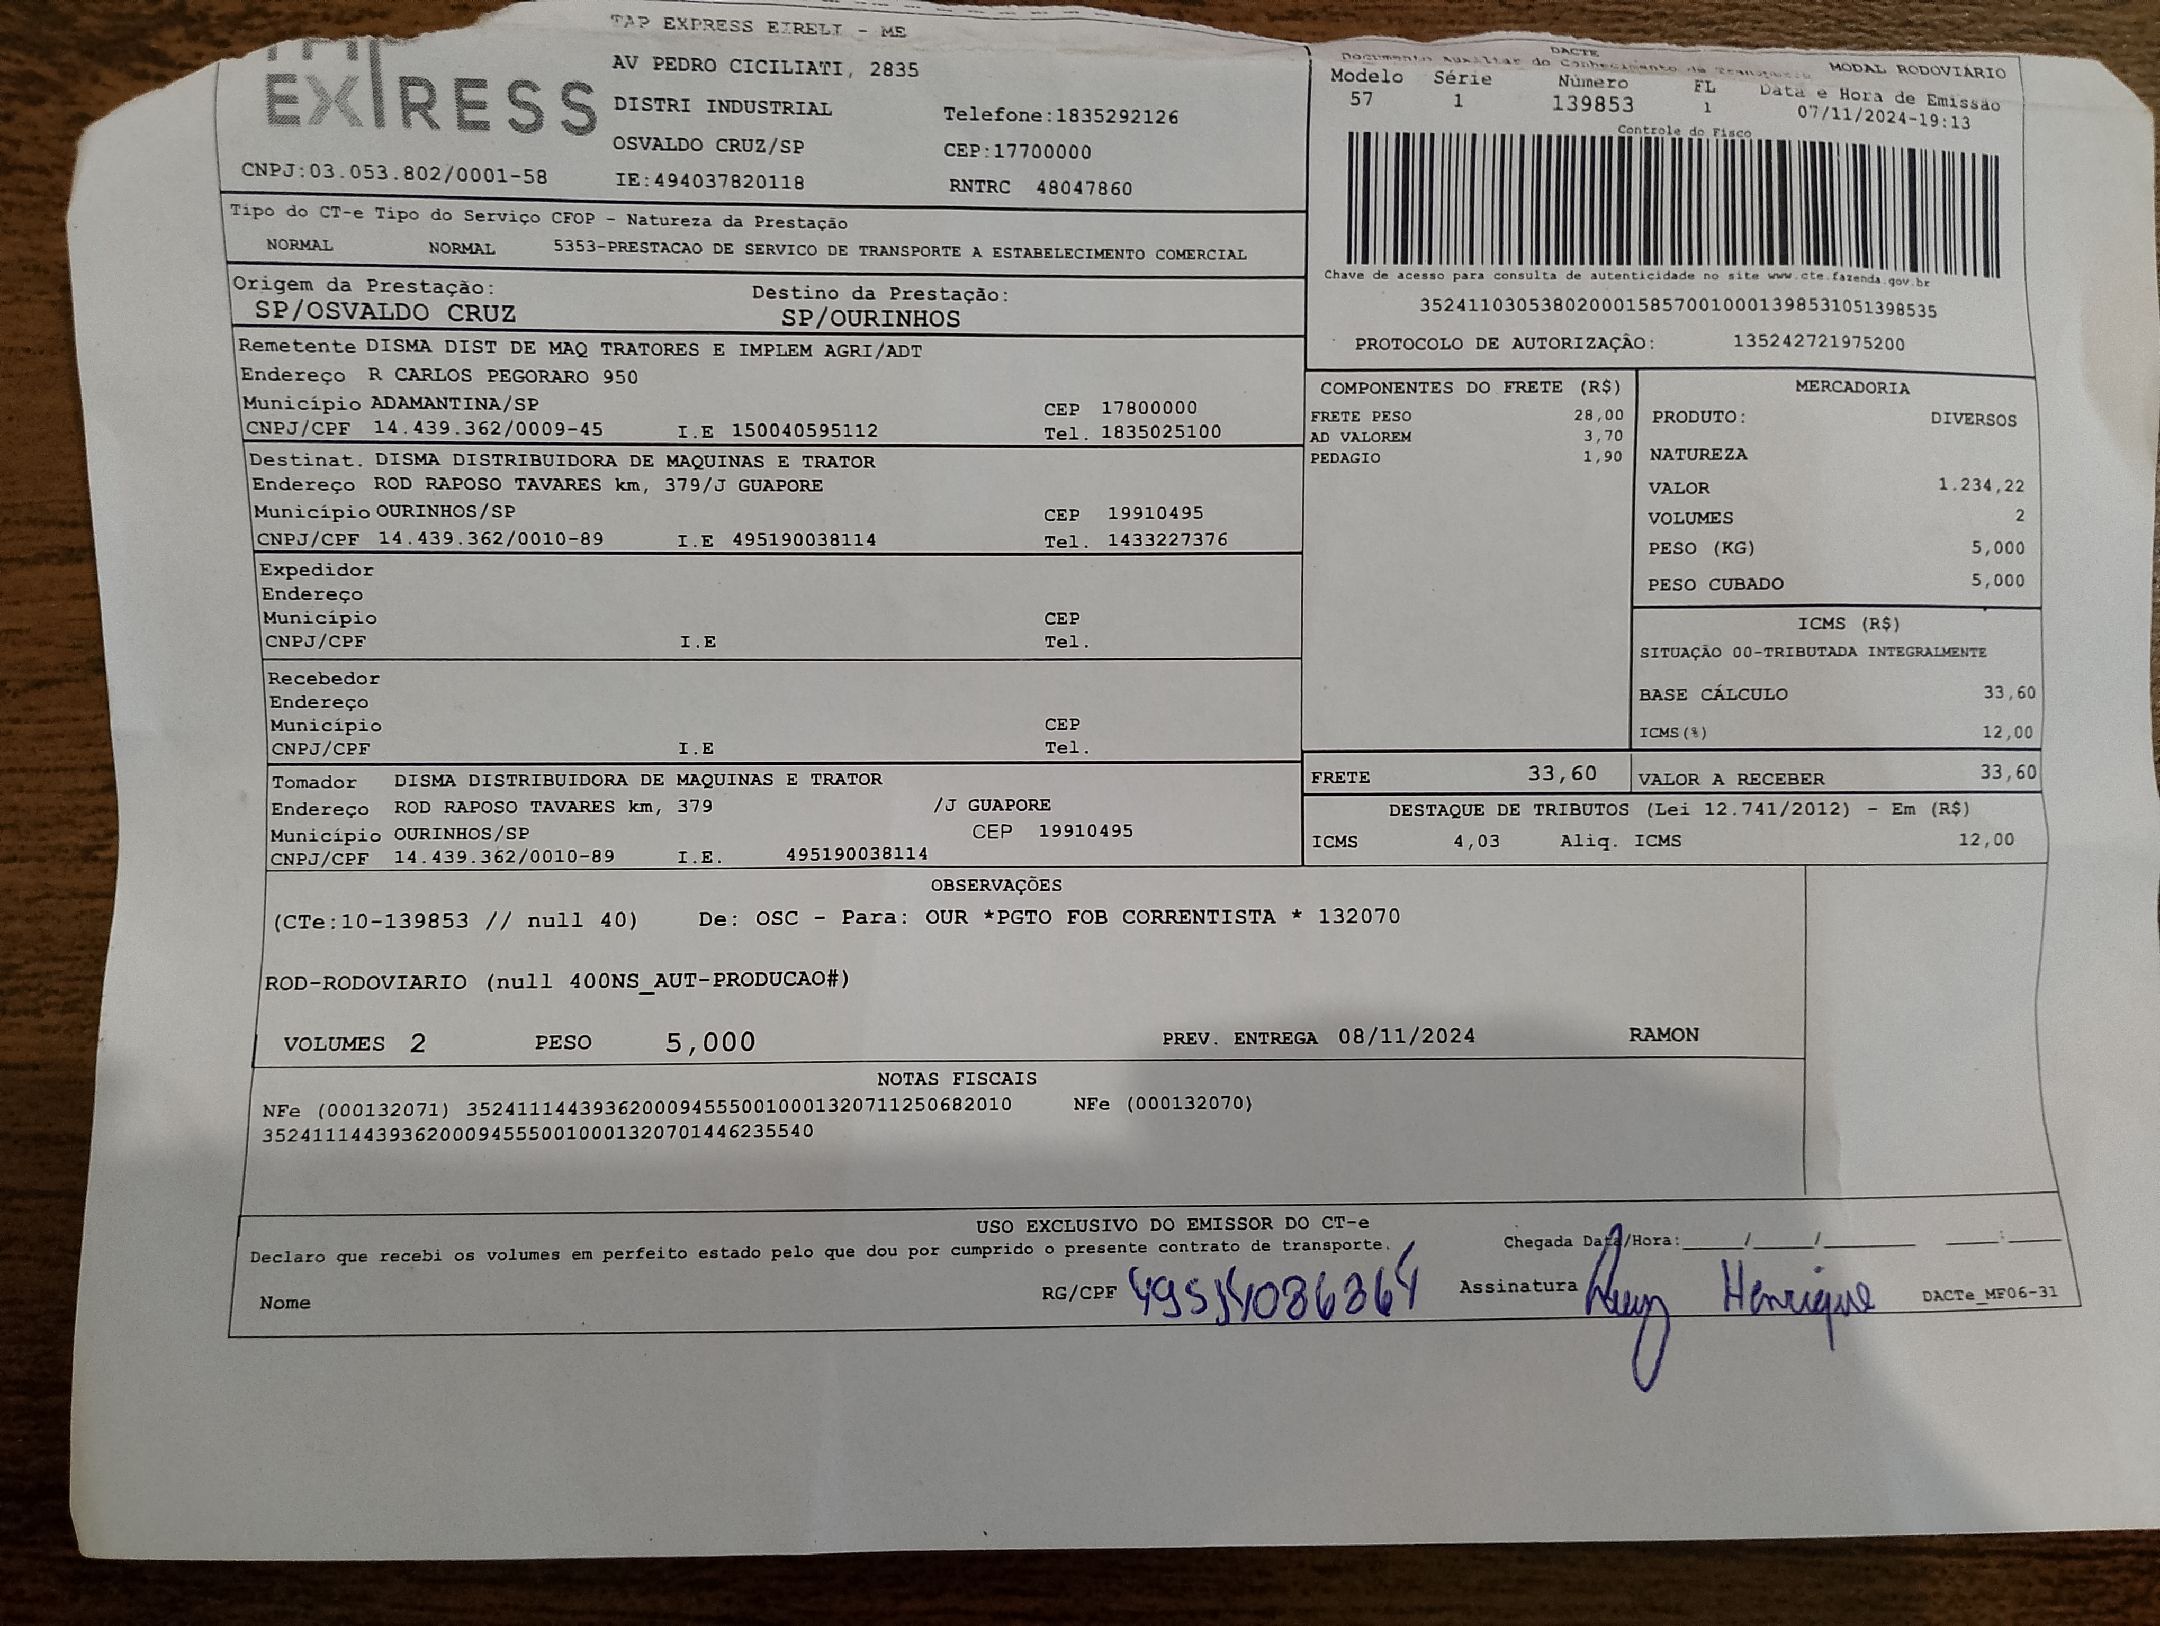 TAP EXPRESS EIRELI - ME
EXPRESS
AV PEDRO CICILIATI, 2835
DISTRI INDUSTRIAL Telefone:1835292126
OSVALDO CRUZ/SP CEP:17700000
CNPJ:03.053.802/0001-58 IE:494037820118 RNTRC 48047860
DACTE
Documento Auxiliar do Conhecimento de Transporte MODAL RODOVIÁRIO
Modelo Série Número FL Data e Hora de Emissão
57 1 139853 1 07/11/2024-19:13
Controle do Fisco
Chave de acesso para consulta de autenticidade no site www.cte.fazenda.gov.br
35241103053802000158570010001398531051398535
PROTOCOLO DE AUTORIZAÇÃO: 135242721975200
Tipo do CT-e Tipo do Serviço CFOP - Natureza da Prestação
NORMAL NORMAL 5353-PRESTACAO DE SERVICO DE TRANSPORTE A ESTABELECIMENTO COMERCIAL
Origem da Prestação: Destino da Prestação:
SP/OSVALDO CRUZ SP/OURINHOS
Remetente DISMA DIST DE MAQ TRATORES E IMPLEM AGRI/ADT
Endereço R CARLOS PEGORARO 950
Município ADAMANTINA/SP CEP 17800000
CNPJ/CPF 14.439.362/0009-45 I.E 150040595112 Tel. 1835025100
Destinat. DISMA DISTRIBUIDORA DE MAQUINAS E TRATOR
Endereço ROD RAPOSO TAVARES km, 379/J GUAPORE
Município OURINHOS/SP CEP 19910495
CNPJ/CPF 14.439.362/0010-89 I.E 495190038114 Tel. 1433227376
Expedidor
Endereço
Município CEP
CNPJ/CPF I.E Tel.
Recebedor
Endereço
Município CEP
CNPJ/CPF I.E Tel.
Tomador DISMA DISTRIBUIDORA DE MAQUINAS E TRATOR
Endereço ROD RAPOSO TAVARES km, 379 /J GUAPORE
Município OURINHOS/SP CEP 19910495
CNPJ/CPF 14.439.362/0010-89 I.E. 495190038114
COMPONENTES DO FRETE (R$)
FRETE PESO 28,00
AD VALOREM 3,70
PEDAGIO 1,90
MERCADORIA
PRODUTO: DIVERSOS
NATUREZA
VALOR 1.234,22
VOLUMES 2
PESO (KG) 5,000
PESO CUBADO 5,000
ICMS (R$)
SITUAÇÃO 00-TRIBUTADA INTEGRALMENTE
BASE CÁLCULO 33,60
ICMS(%) 12,00
FRETE 33,60 VALOR A RECEBER 33,60
DESTAQUE DE TRIBUTOS (Lei 12.741/2012) - Em (R$)
ICMS 4,03 Aliq. ICMS 12,00
OBSERVAÇÕES
(CTe:10-139853 // null 40) De: OSC - Para: OUR *PGTO FOB CORRENTISTA * 132070
ROD-RODOVIARIO (null 400NS_AUT-PRODUCAO#)
VOLUMES 2 PESO 5,000 PREV. ENTREGA 08/11/2024 RAMON
NOTAS FISCAIS
NFe (000132071) 35241114439362000945550010001320711250682010 NFe (000132070)
35241114439362000945550010001320701446235540
USO EXCLUSIVO DO EMISSOR DO CT-e
Declaro que recebi os volumes em perfeito estado pelo que dou por cumprido o presente contrato de transporte. Chegada Data/Hora:____/____/______ ____:____
Nome RG/CPF Assinatura Henrique DACTe_MF06-31